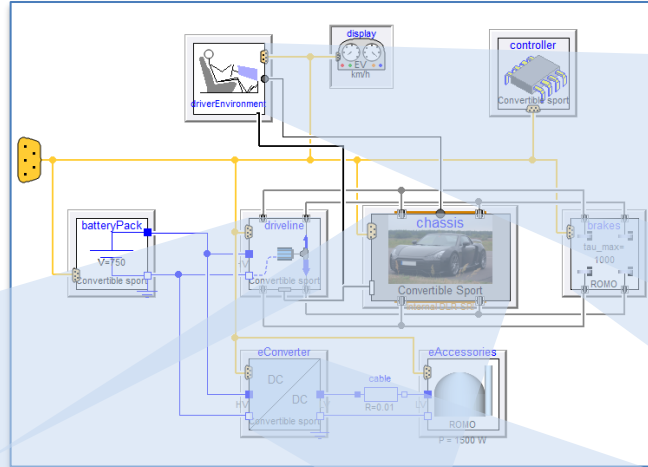 display
EV
km/h
controller
Convertible sport
driverEnvironment
batteryPack
V=750
Convertible sport
driveline
HV
Convertible sport
chassis
Convertible Sport
brakes
tau_max=
1000
ROMO
eConverter
DC
DC
HV
Convertible sport
cable
R=0.01
eAccessories
LV
ROMO
P = 1500 W